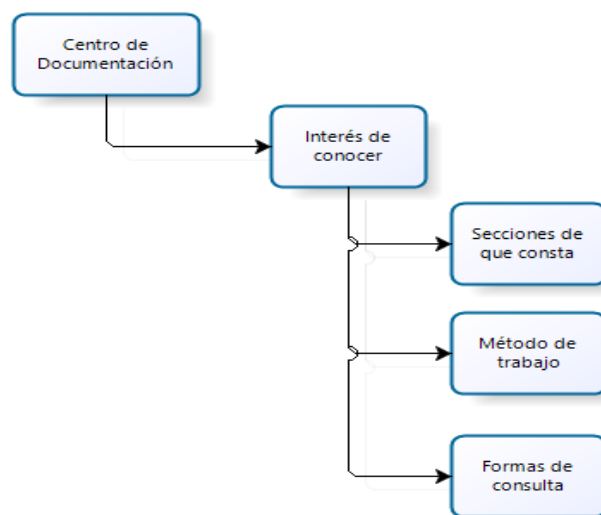 Centro de
Documentación
Interés de
conocer
Secciones de
que consta
Método de
trabajo
Formas de
consulta